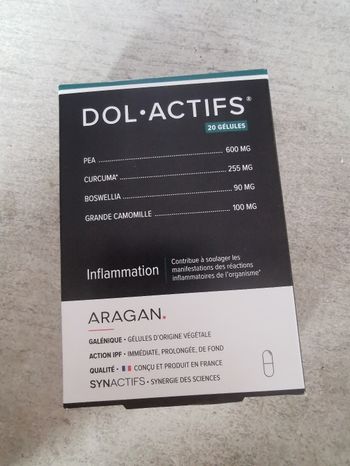 DOL•ACTIFS®
20 GÉLULES
PEA ........ 600 MG
CURCUMA* ........ 255 MG
BOSWELLIA ........ 90 MG
GRANDE CAMOMILLE ........ 100 MG
Inflammation
Contribue à soulager les
manifestations des réactions
inflammatoires de l'organisme*
ARAGAN.
GALÉNIQUE • GÉLULES D'ORIGINE VÉGÉTALE
ACTION IPF • IMMÉDIATE, PROLONGÉE, DE FOND
QUALITÉ • CONÇU ET PRODUIT EN FRANCE
SYNACTIFS • SYNERGIE DES SCIENCES